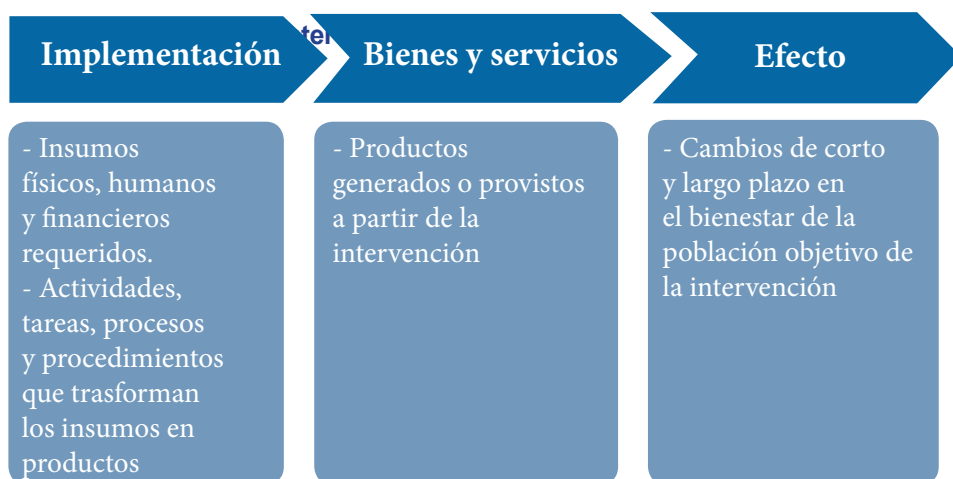 Implementación
Bienes y servicios
Efecto
- Insumos
físicos, humanos
y financieros
requeridos.
- Actividades,
tareas, procesos
y procedimientos
que trasforman
los insumos en
productos
- Productos
generados o provistos
a partir de la
intervención
- Cambios de corto
y largo plazo en
el bienestar de la
población objetivo de
la intervención